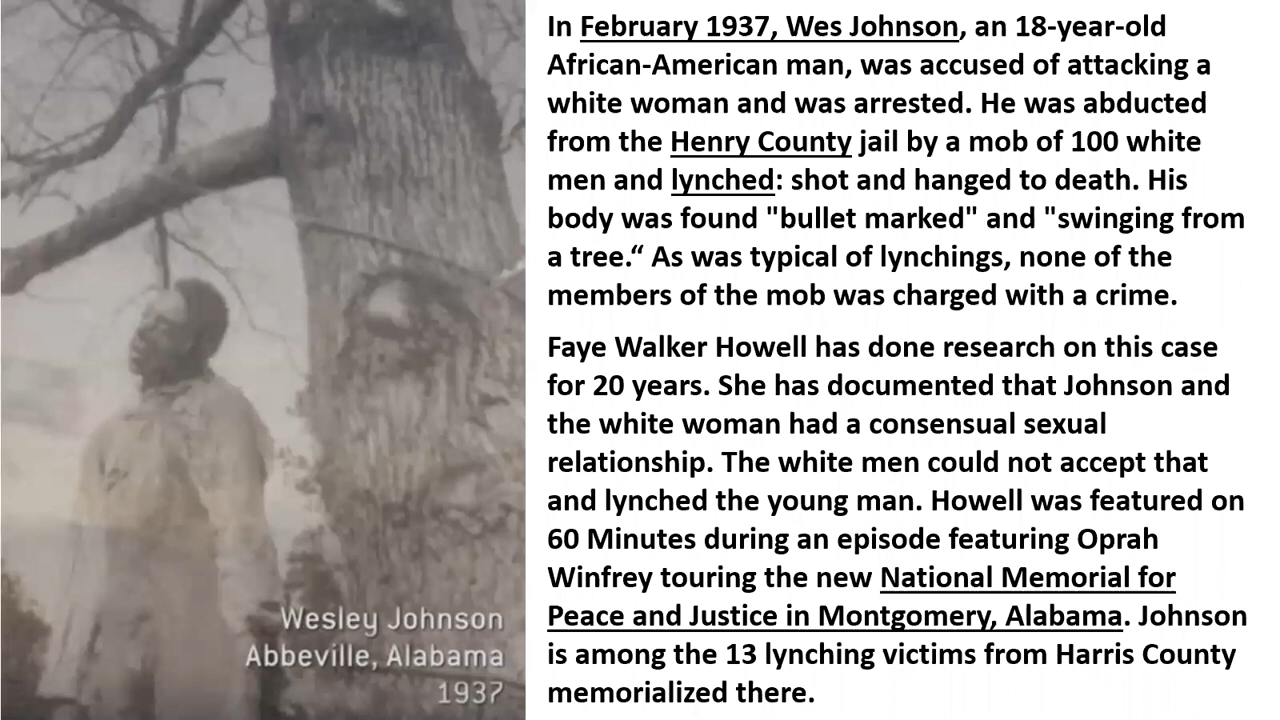 In February 1937, Wes Johnson, an 18-year-old
African-American man, was accused of attacking a
white woman and was arrested. He was abducted
from the Henry County jail by a mob of 100 white
men and lynched: shot and hanged to death. His
body was found "bullet marked" and "swinging from
a tree.“ As was typical of lynchings, none of the
members of the mob was charged with a crime.
Faye Walker Howell has done research on this case
for 20 years. She has documented that Johnson and
the white woman had a consensual sexual
relationship. The white men could not accept that
and lynched the young man. Howell was featured on
60 Minutes during an episode featuring Oprah
Winfrey touring the new National Memorial for
Peace and Justice in Montgomery, Alabama. Johnson
is among the 13 lynching victims from Harris County
memorialized there.
Wesley Johnson
Abbeville, Alabama
1937